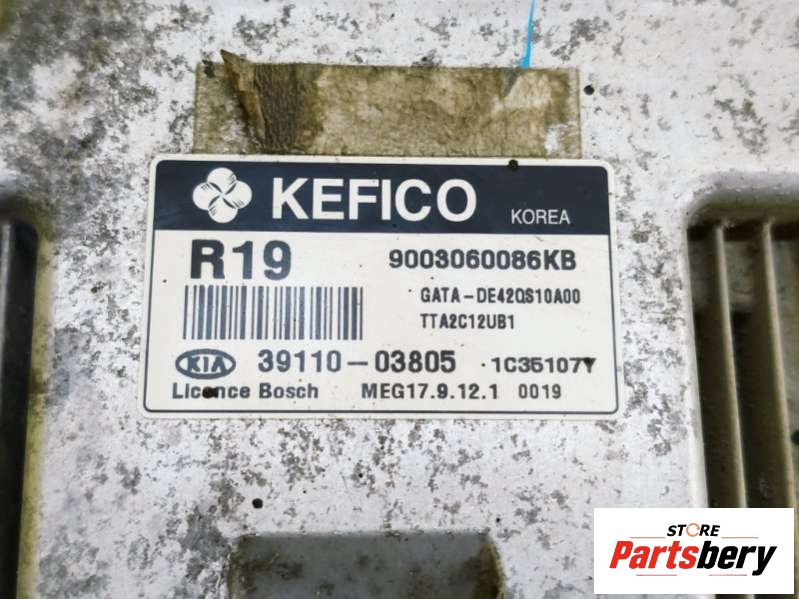 KEFICO KOREA
R19 9003060086KB
GATA-DE42QS10A00
TTA2C12UB1
KIA 39110-03805 1C35107Y
Licence Bosch MEG17.9.12.1 0019
STORE
Partsbery